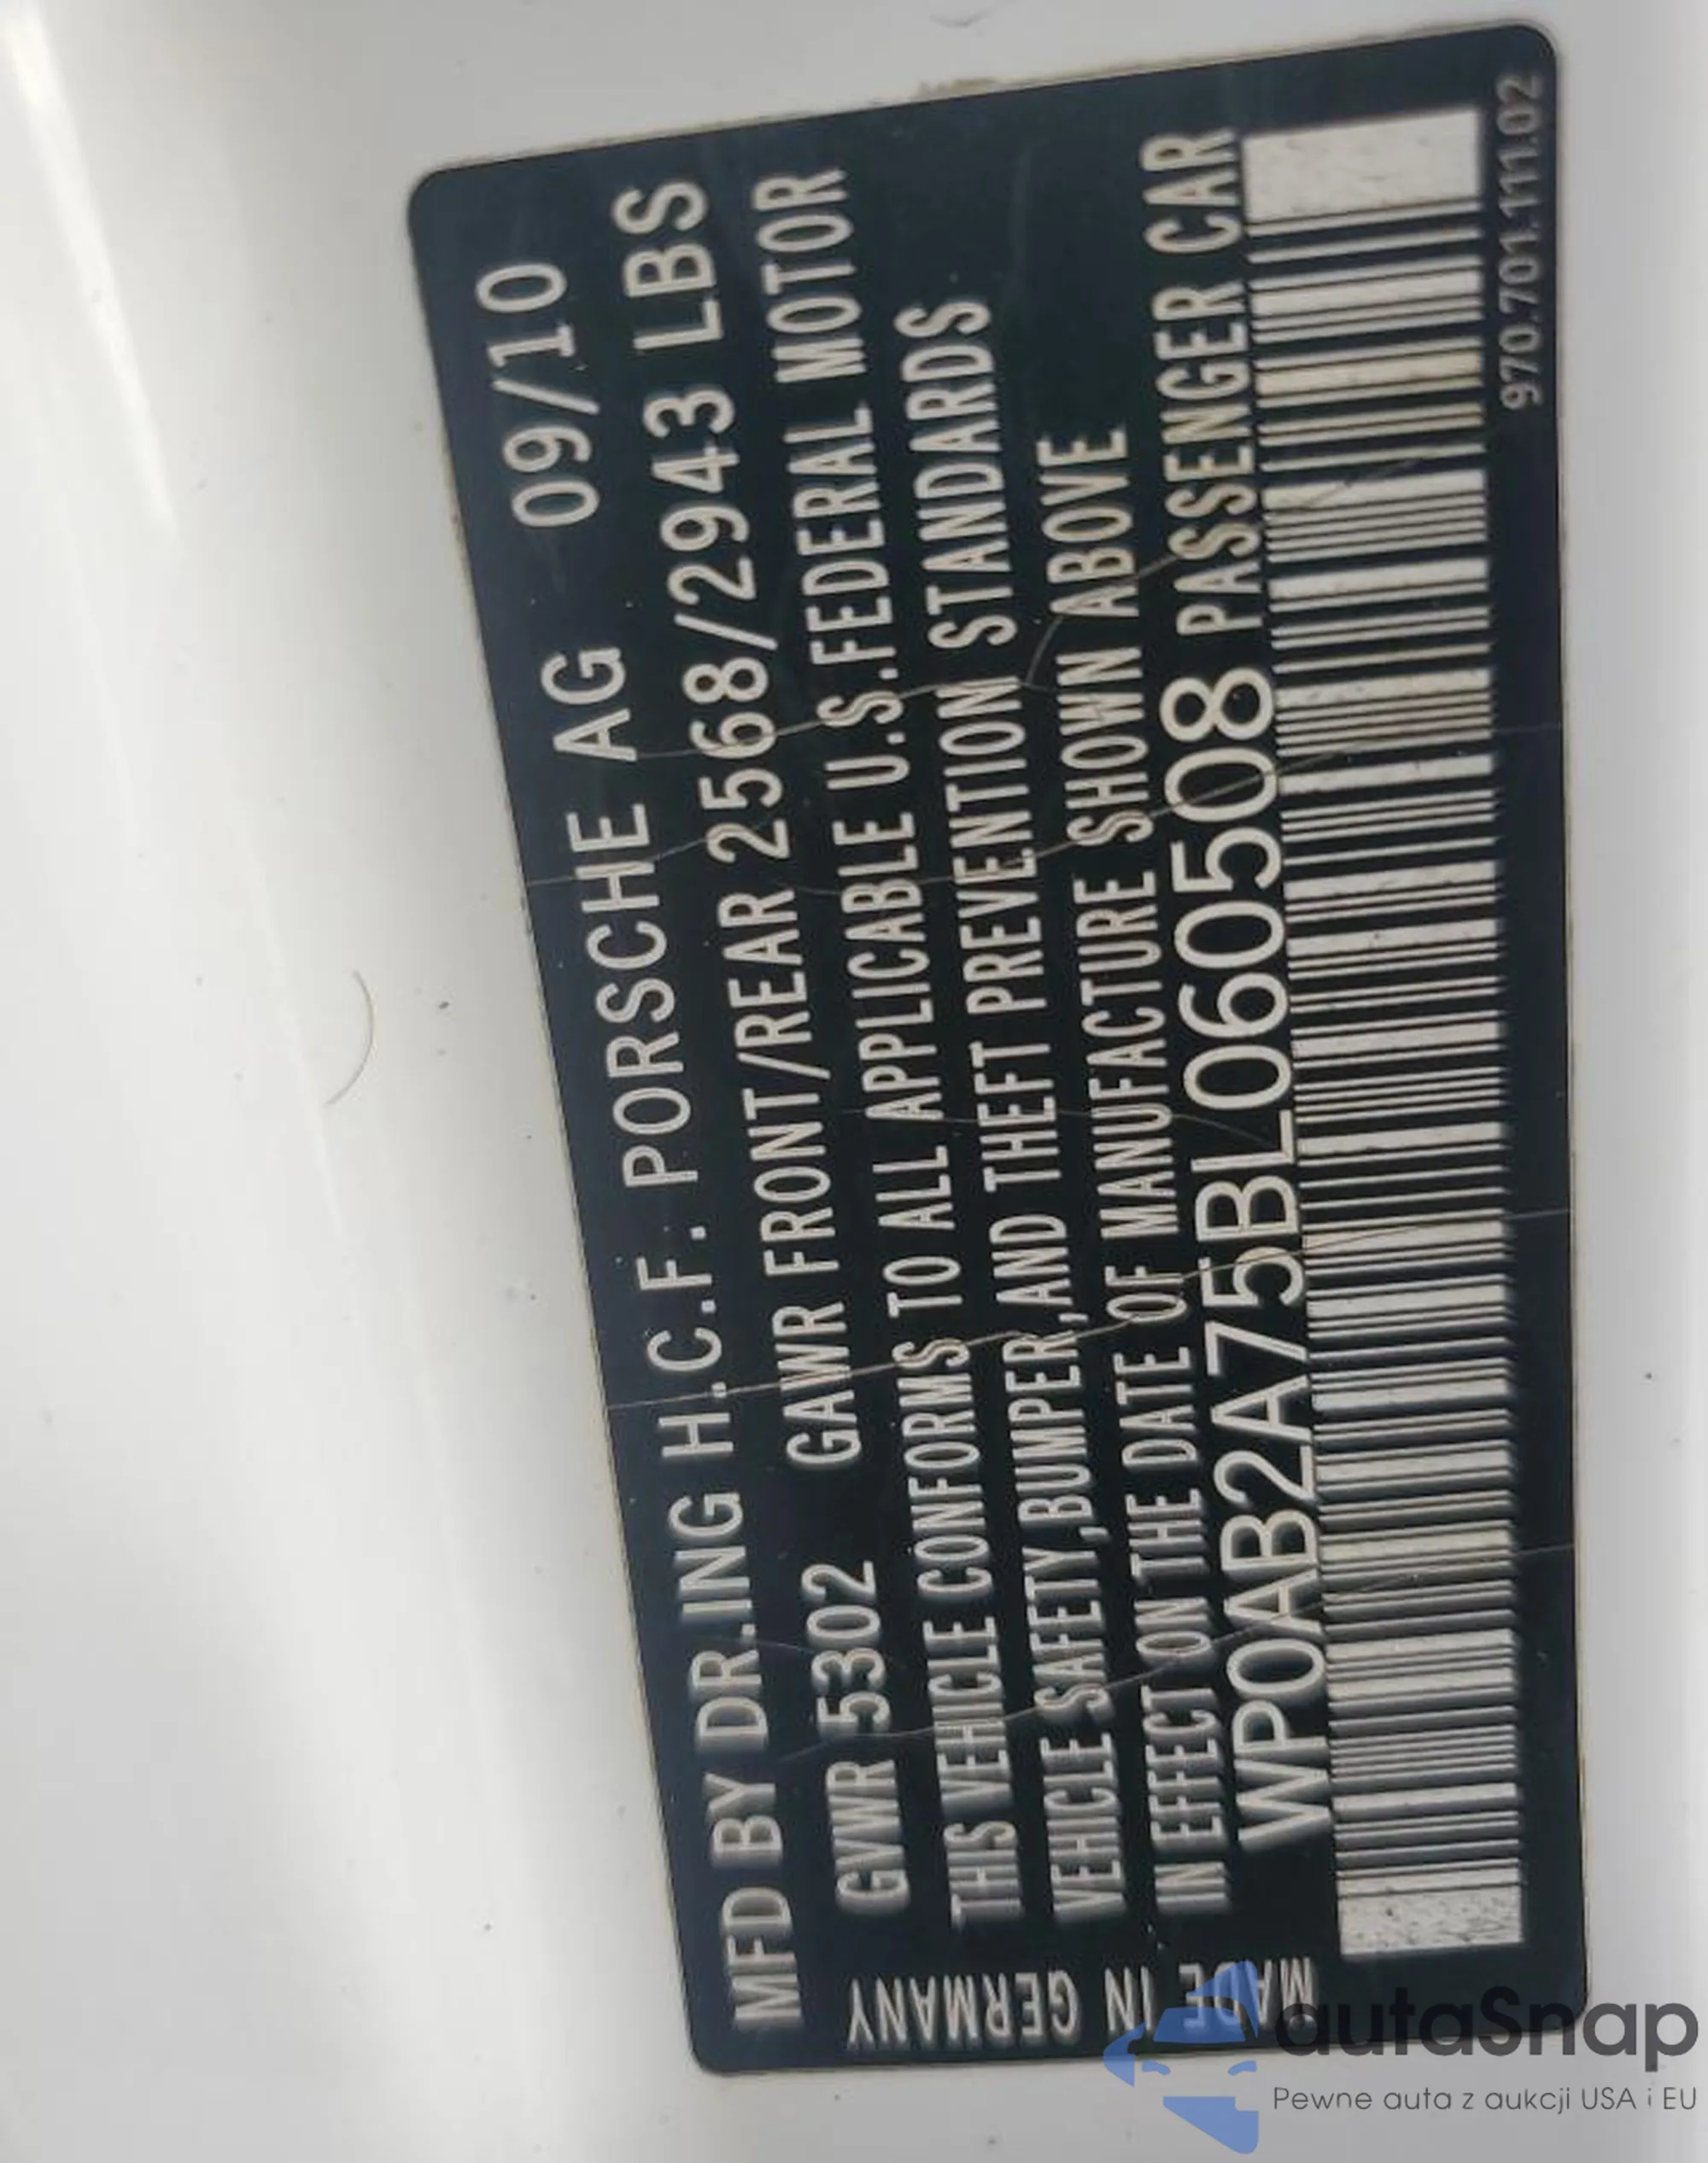 MFD BY DR.ING H.C.F. PORSCHE AG 09/10
GVWR 5302 GAWR FRONT/REAR 2568/2943 LBS
THIS VEHICLE CONFORMS TO ALL APPLICABLE U.S.FEDERAL MOTOR
VEHICLE SAFETY,BUMPER,AND THEFT PREVENTION STANDARDS
IN EFFECT ON THE DATE OF MANUFACTURE SHOWN ABOVE
WP0AB2A75BL060508 PASSENGER CAR
970.701.111.02
MADE IN GERMANY
autaSnap
Pewne auta z aukcji USA i EU